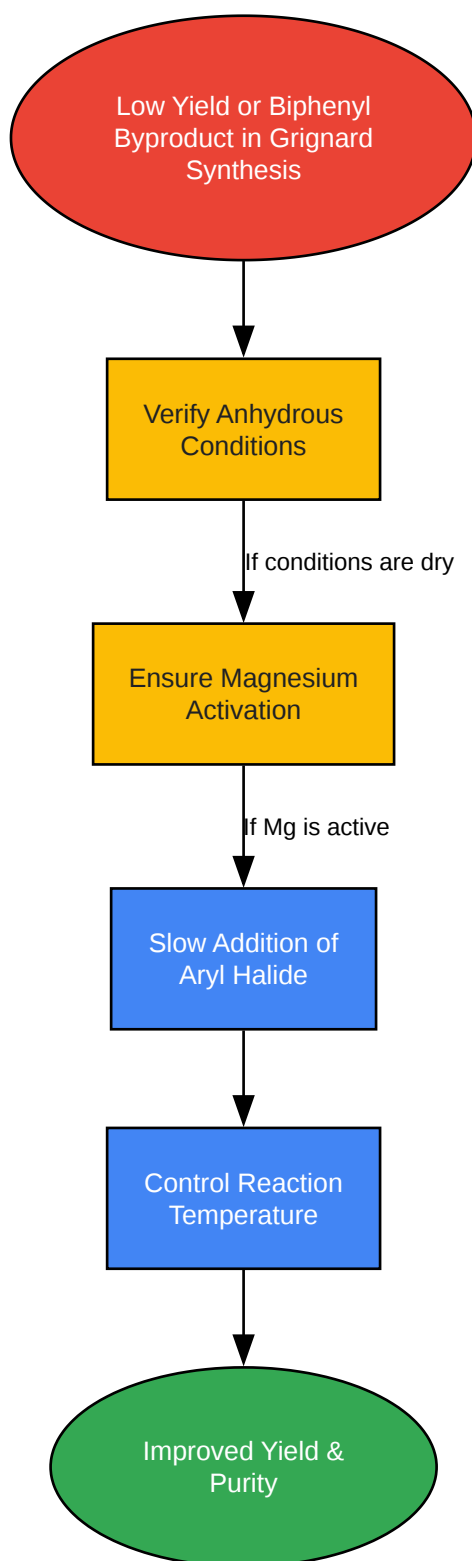 Low Yield or Biphenyl
Byproduct in Grignard
Synthesis
Verify Anhydrous
Conditions
If conditions are dry
Ensure Magnesium
Activation
If Mg is active
Slow Addition of
Aryl Halide
Control Reaction
Temperature
Improved Yield &
Purity